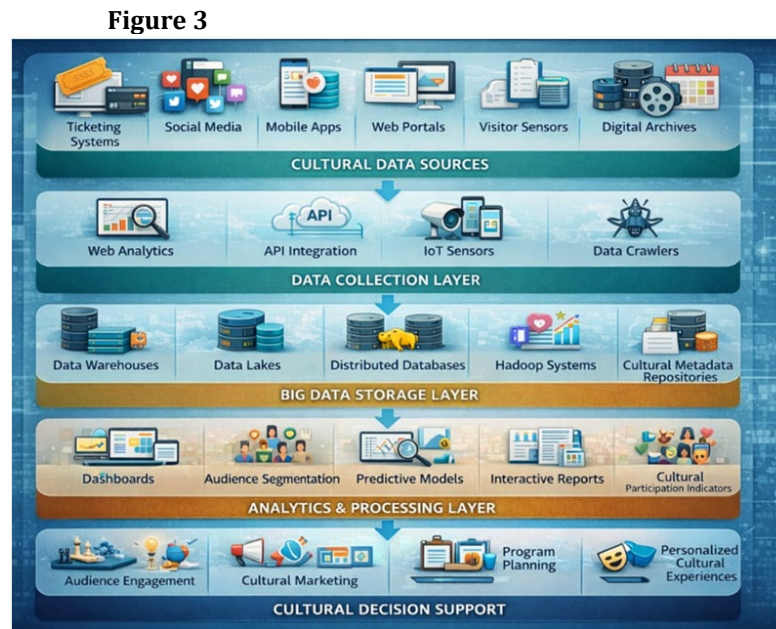 Figure 3
$$$$
Ticketing
Systems
Social Media
Mobile Apps
Web Portals
Visitor Sensors
Digital Archives
CULTURAL DATA SOURCES
API
Web Analytics
API Integration
IoT Sensors
Data Crawlers
DATA COLLECTION LAYER
Data Warehouses
Data Lakes
Distributed Databases
Hadoop Systems
Cultural Metadata
Repositories
BIG DATA STORAGE LAYER
Dashboards
Audience Segmentation
Predictive Models
Interactive Reports
Cultural
Participation Indicators
ANALYTICS & PROCESSING LAYER
Audience Engagement
Cultural Marketing
Program
Planning
Personalized
Cultural
Experiences
CULTURAL DECISION SUPPORT